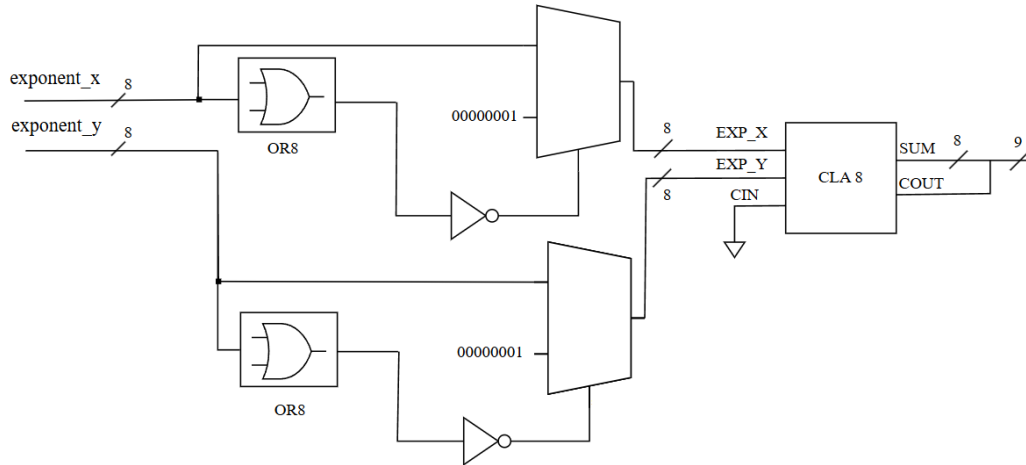 exponent_x
8
exponent_y
8
OR8
00000001
8
EXP_X
EXP_Y
8
CIN
CLA 8
SUM
8
9
COUT
00000001
OR8